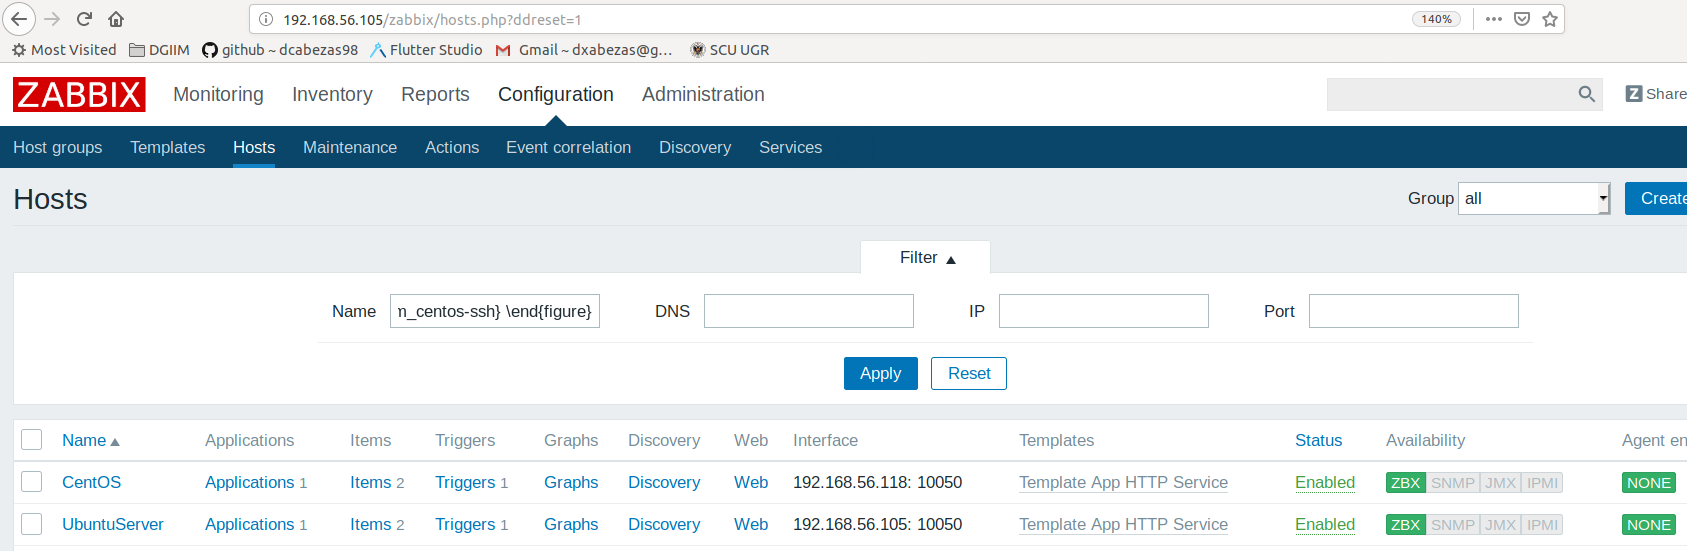 192.168.56.105/zabbix/hosts.php?ddreset=1 140%
Most Visited DGIIM github ~ dcabezas98 Flutter Studio Gmail ~ dxabezas@g... SCU UGR
ZABBIX Monitoring Inventory Reports Configuration Administration Z Share
Host groups Templates Hosts Maintenance Actions Event correlation Discovery Services
Hosts Group all Create
Filter
Name m_centos-ssh} \end{figure} DNS IP Port
Apply Reset
Name Applications Items Triggers Graphs Discovery Web Interface Templates Status Availability Agent en
CentOS Applications 1 Items 2 Triggers 1 Graphs Discovery Web 192.168.56.118: 10050 Template App HTTP Service Enabled ZBX SNMP JMX IPMI NONE
UbuntuServer Applications 1 Items 2 Triggers 1 Graphs Discovery Web 192.168.56.105: 10050 Template App HTTP Service Enabled ZBX SNMP JMX IPMI NONE